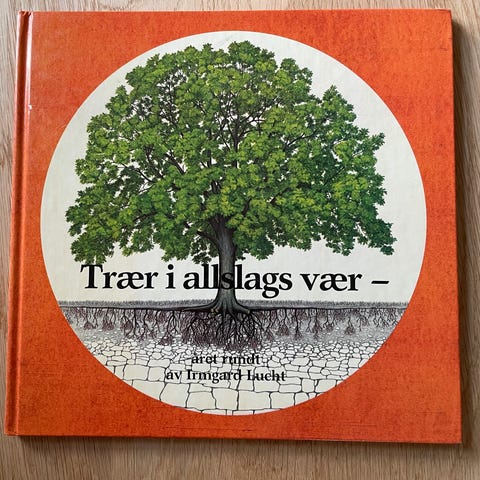 Trær i allslags vær –
året rundt
av Irmgard Lucht